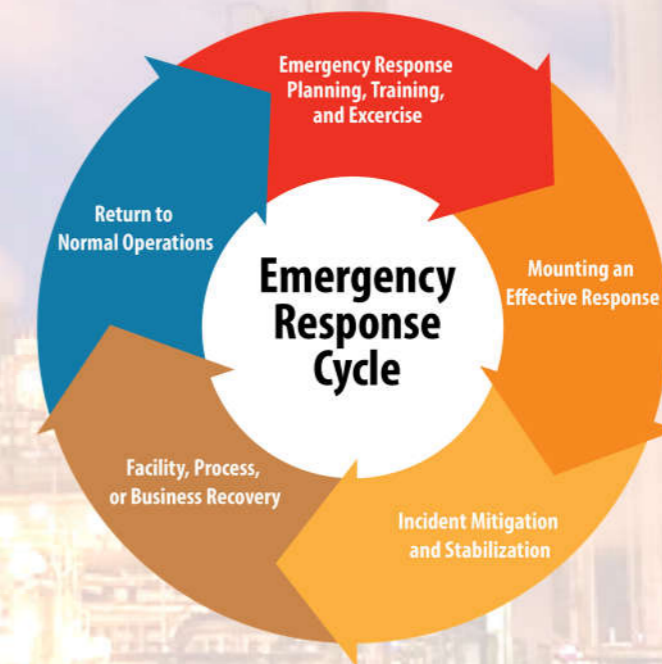 Emergency Response
Planning, Training,
and Excercise
Return to
Normal Operations
Mounting an
Effective Response
Emergency
Response
Cycle
Facility, Process,
or Business Recovery
Incident Mitigation
and Stabilization